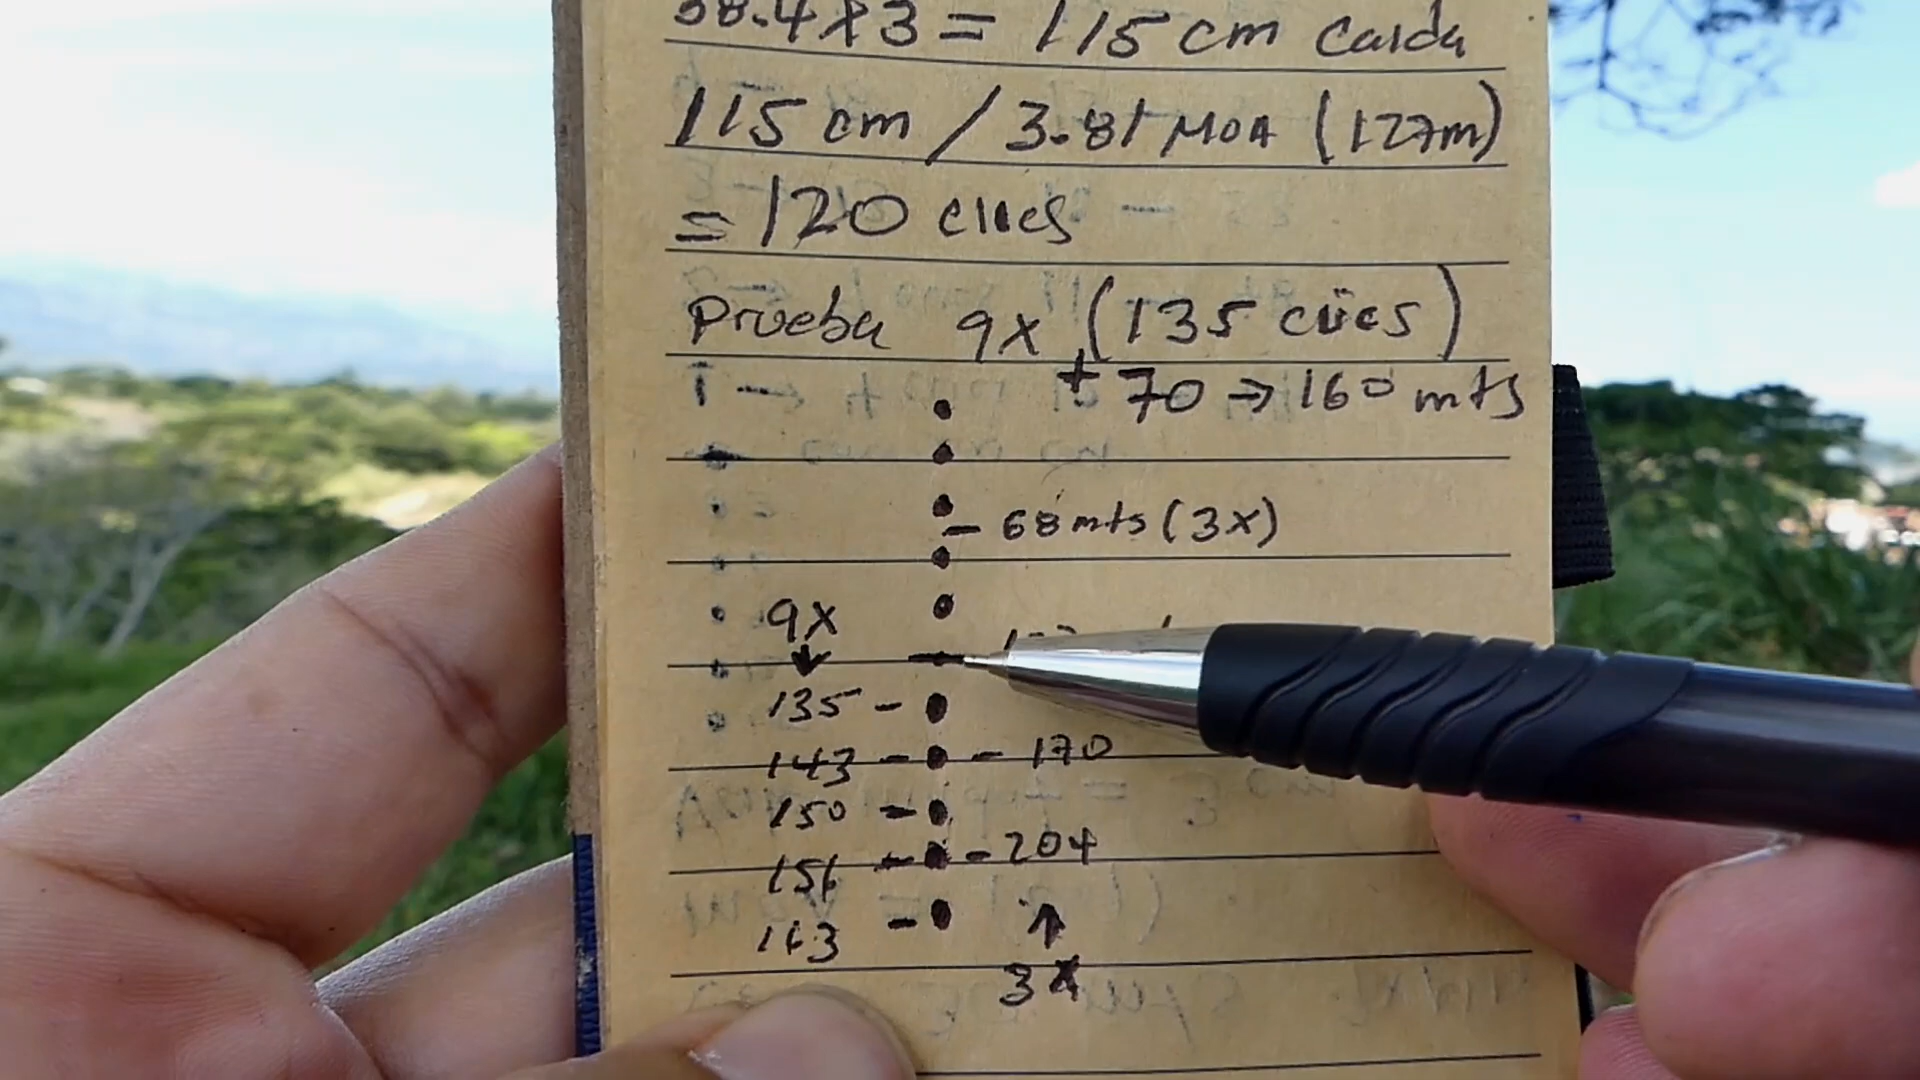 38.4 x 3 = 115 cm caida
115 cm / 3.81 MOA (127m)
= 120 clics
Prueba 9x (135 clics)
+ 70 → 160 mts
- 68 mts (3x)
9x
135 -
143 - - 170
150 -
156 - - 204
163 -
3x